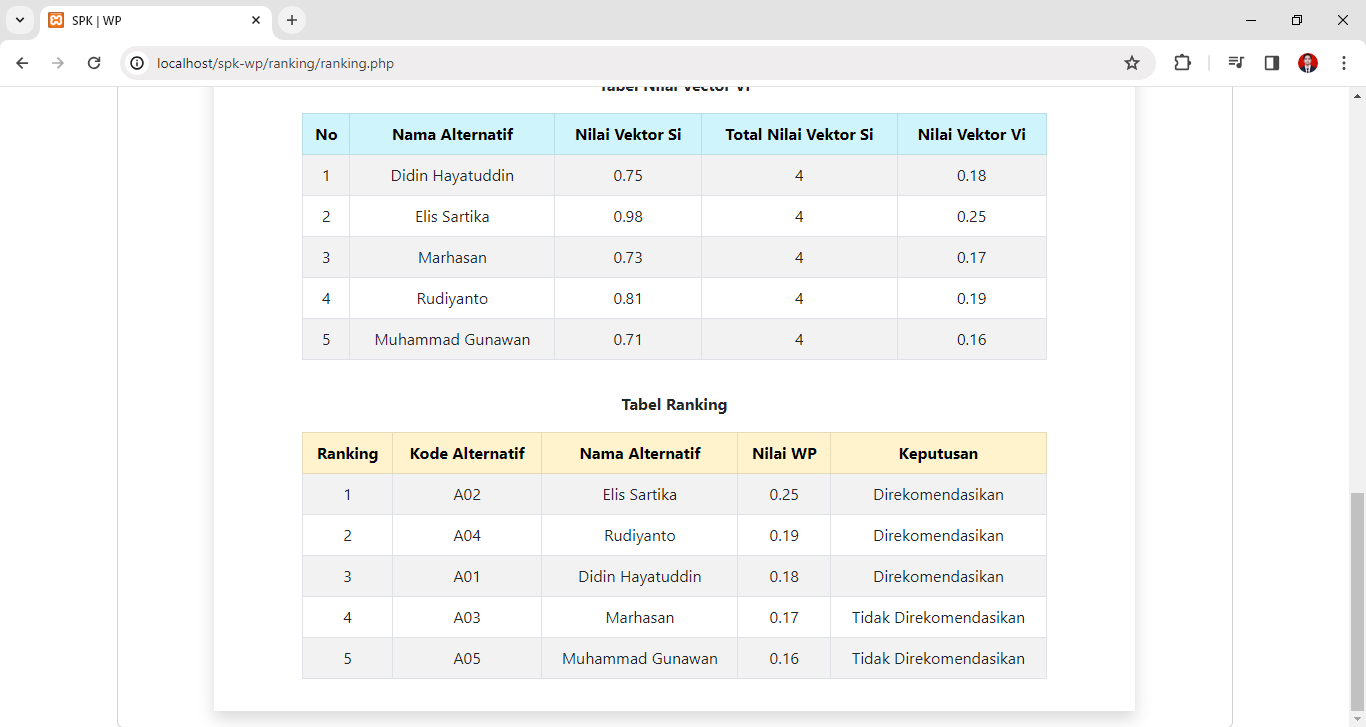 SPK | WP
localhost/spk-wp/ranking/ranking.php
Tabel Nilai Vector Vi
No Nama Alternatif Nilai Vektor Si Total Nilai Vektor Si Nilai Vektor Vi
1 Didin Hayatuddin 0.75 4 0.18
2 Elis Sartika 0.98 4 0.25
3 Marhasan 0.73 4 0.17
4 Rudiyanto 0.81 4 0.19
5 Muhammad Gunawan 0.71 4 0.16
Tabel Ranking
Ranking Kode Alternatif Nama Alternatif Nilai WP Keputusan
1 A02 Elis Sartika 0.25 Direkomendasikan
2 A04 Rudiyanto 0.19 Direkomendasikan
3 A01 Didin Hayatuddin 0.18 Direkomendasikan
4 A03 Marhasan 0.17 Tidak Direkomendasikan
5 A05 Muhammad Gunawan 0.16 Tidak Direkomendasikan